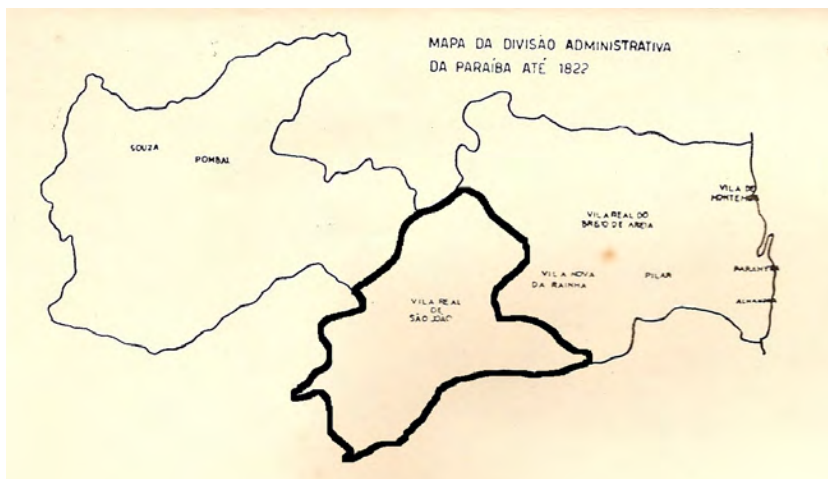 MAPA DA DIVISÃO ADMINISTRATIVA
DA PARAÍBA ATÉ 1822
SOUZA
POMBAL
VILA DE
MONTEMOR
VILA REAL DO
BREJO DE AREIA
VILA NOVA
DA RAINHA
PILAR
PARAHYBA
ALHANDRA
VILA REAL
DE
SÃO JOÃO